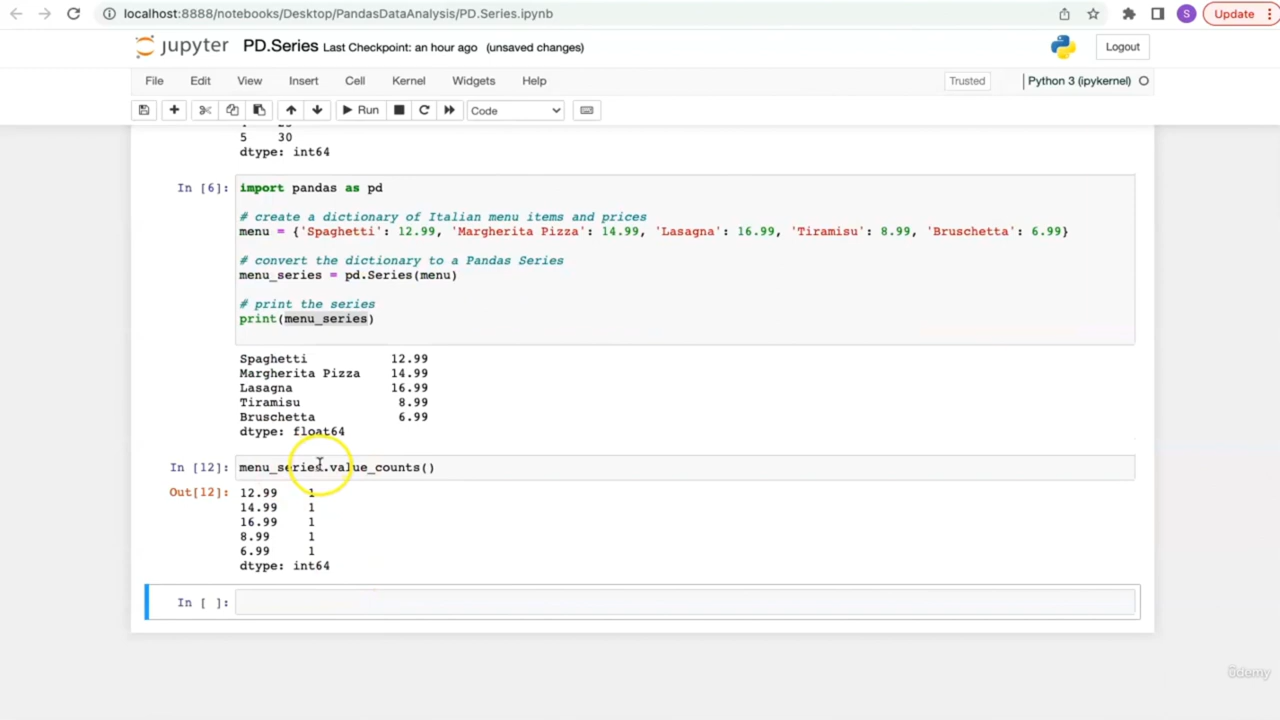 localhost:8888/notebooks/Desktop/PandasDataAnalysis/PD.Series.ipynb
S
Update
jupyter PD.Series Last Checkpoint: an hour ago (unsaved changes)
Logout
File Edit View Insert Cell Kernel Widgets Help
Trusted
Python 3 (ipykernel)
Run
Code
5 30
dtype: int64
In [6]: import pandas as pd
# create a dictionary of Italian menu items and prices
menu = {'Spaghetti': 12.99, 'Margherita Pizza': 14.99, 'Lasagna': 16.99, 'Tiramisu': 8.99, 'Bruschetta': 6.99}
# convert the dictionary to a Pandas Series
menu_series = pd.Series(menu)
# print the series
print(menu_series)
Spaghetti 12.99
Margherita Pizza 14.99
Lasagna 16.99
Tiramisu 8.99
Bruschetta 6.99
dtype: float64
In [12]: menu_series.value_counts()
Out[12]: 12.99 1
14.99 1
16.99 1
8.99 1
6.99 1
dtype: int64
In [ ]:
ûdemy